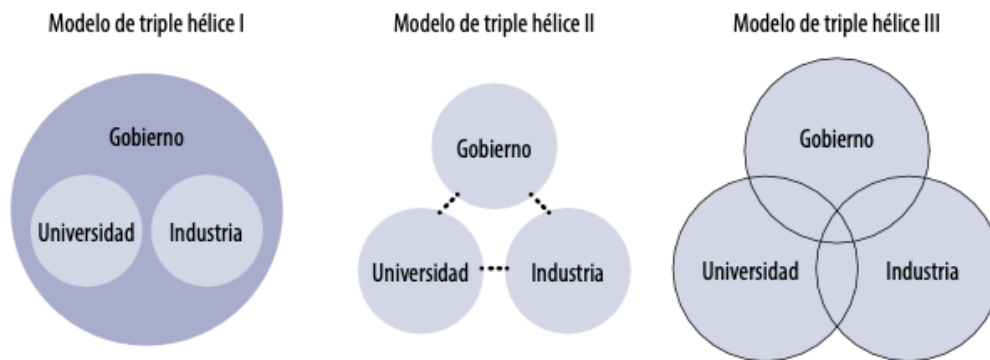 Modelo de triple hélice I
Gobierno
Universidad
Industria
Modelo de triple hélice II
Gobierno
Universidad
Industria
Modelo de triple hélice III
Gobierno
Universidad
Industria